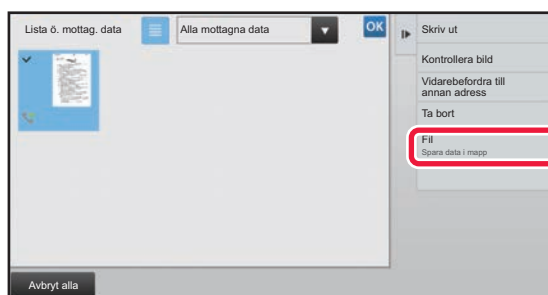 Lista ö. mottag. data
Alla mottagna data
OK
Skriv ut
Kontrollera bild
Vidarebefordra till
annan adress
Ta bort
Fil
Spara data i mapp
Avbryt alla